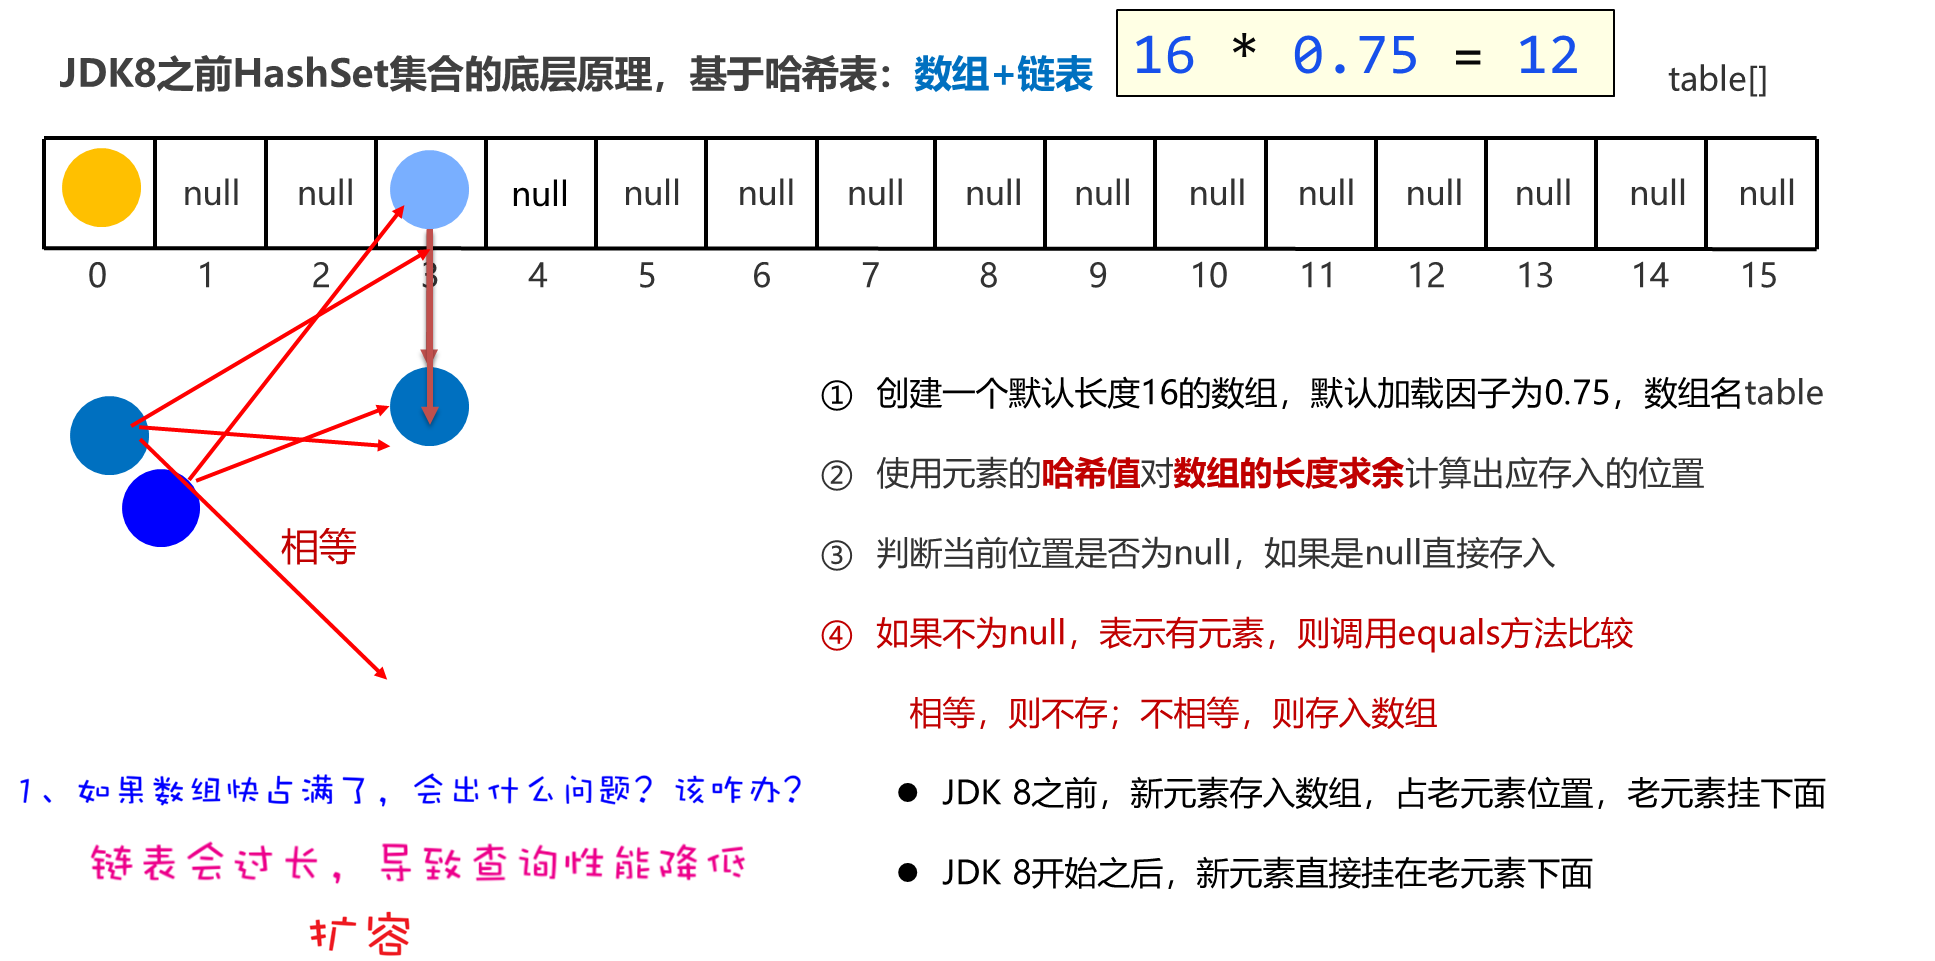 JDK8之前HashSet集合的底层原理，基于哈希表：数组+链表
16 * 0.75 = 12
table[]
null null null null null null null null null null null null null null
0 1 2 3 4 5 6 7 8 9 10 11 12 13 14 15
① 创建一个默认长度16的数组，默认加载因子为0.75，数组名table
② 使用元素的哈希值对数组的长度求余计算出应存入的位置
相等
③ 判断当前位置是否为null，如果是null直接存入
④ 如果不为null，表示有元素，则调用equals方法比较
相等，则不存；不相等，则存入数组
● JDK 8之前，新元素存入数组，占老元素位置，老元素挂下面
● JDK 8开始之后，新元素直接挂在老元素下面
1、如果数组快占满了，会出什么问题？该咋办？
链表会过长，导致查询性能降低
扩容